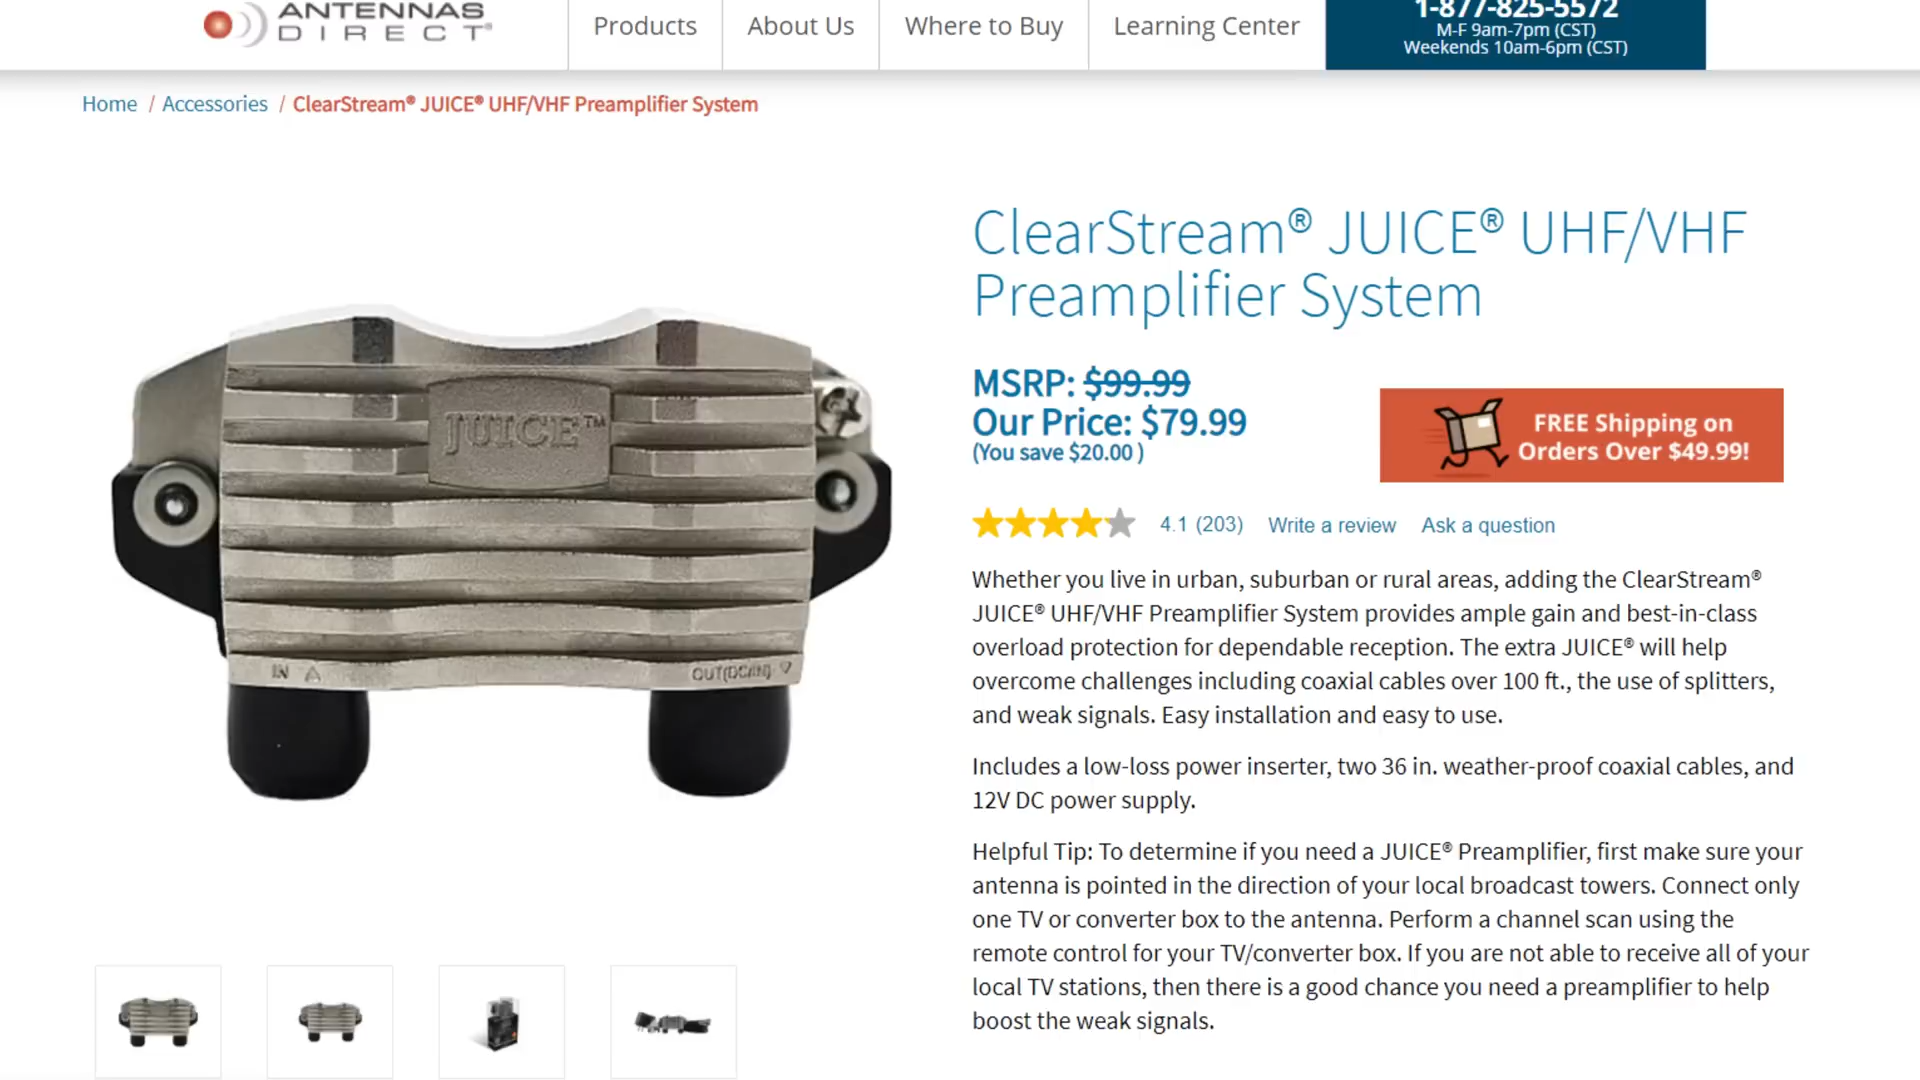 ANTENNAS
DIRECT®
Products
About Us
Where to Buy
Learning Center
1-877-825-5572
M-F 9am-7pm (CST)
Weekends 10am-6pm (CST)
Home / Accessories / ClearStream® JUICE® UHF/VHF Preamplifier System
JUICE™
IN
OUT(DC/IN)
ClearStream® JUICE® UHF/VHF
Preamplifier System
MSRP: $99.99
Our Price: $79.99
(You save $20.00 )
FREE Shipping on
Orders Over $49.99!
4.1 (203) Write a review Ask a question
Whether you live in urban, suburban or rural areas, adding the ClearStream®
JUICE® UHF/VHF Preamplifier System provides ample gain and best-in-class
overload protection for dependable reception. The extra JUICE® will help
overcome challenges including coaxial cables over 100 ft., the use of splitters,
and weak signals. Easy installation and easy to use.
Includes a low-loss power inserter, two 36 in. weather-proof coaxial cables, and
12V DC power supply.
Helpful Tip: To determine if you need a JUICE® Preamplifier, first make sure your
antenna is pointed in the direction of your local broadcast towers. Connect only
one TV or converter box to the antenna. Perform a channel scan using the
remote control for your TV/converter box. If you are not able to receive all of your
local TV stations, then there is a good chance you need a preamplifier to help
boost the weak signals.